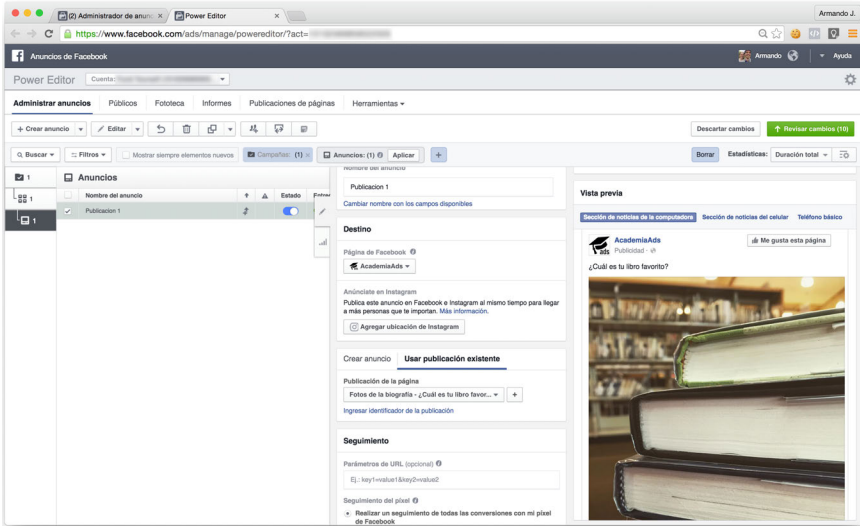 (2) Administrador de anunc
Power Editor
Armando J.
https://www.facebook.com/ads/manage/powereditor/?act=
Anuncios de Facebook
Armando
Ayuda
Power Editor
Cuenta:
Administrar anuncios
Públicos
Fototeca
Informes
Publicaciones de páginas
Herramientas
+ Crear anuncio
Editar
Descartar cambios
Revisar cambios (10)
Buscar
Filtros
Mostrar siempre elementos nuevos
Campañas: (1)
Anuncios: (1)
Aplicar
+
Borrar
Estadísticas:
Duración total
1
1
1
Anuncios
Nombre del anuncio
Estado
Publicacion 1
Nombre del anuncio
Publicacion 1
Cambiar nombre con los campos disponibles
Destino
Página de Facebook
AcademiaAds
Anúnciate en Instagram
Publica este anuncio en Facebook e Instagram al mismo tiempo para llegar
a más personas que te importan. Más información.
Agregar ubicación de Instagram
Crear anuncio
Usar publicación existente
Publicación de la página
Fotos de la biografía - ¿Cuál es tu libro favor...
+
Ingresar identificador de la publicación
Seguimiento
Parámetros de URL (opcional)
Ej.: key1=value1&key2=value2
Seguimiento del pixel
Realizar un seguimiento de todas las conversiones con mi pixel
de Facebook
Vista previa
Sección de noticias de la computadora
Sección de noticias del celular
Teléfono básico
ads
AcademiaAds
Publicidad ·
Me gusta esta página
¿Cuál es tu libro favorito?